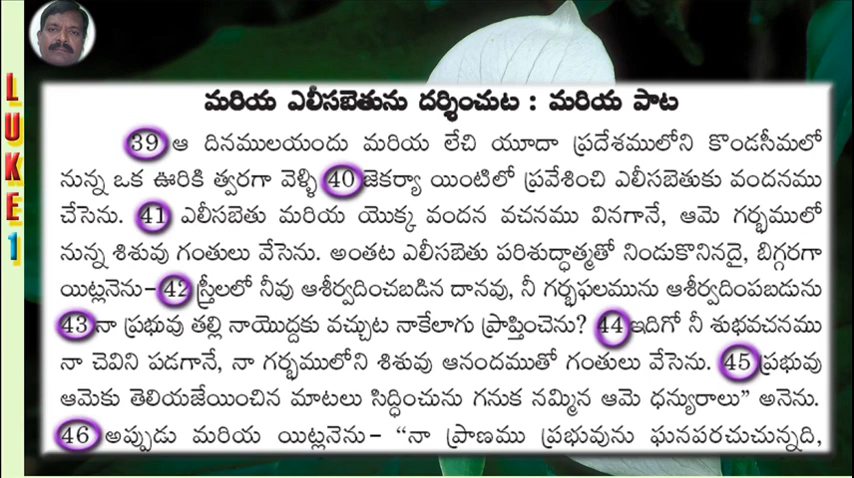 LUKE 1
మరియ ఎలీసబెతును దర్శించుట : మరియ పాట
39 ఆ దినములయందు మరియ లేచి యూదా ప్రదేశములోని కొండసీమలో
నున్న ఒక ఊరికి త్వరగా వెళ్ళి 40 జెకర్యా యింటిలో ప్రవేశించి ఎలీసబెతుకు వందనము
చేసెను. 41 ఎలీసబెతు మరియ యొక్క వందన వచనము వినగానే, ఆమె గర్భములో
నున్న శిశువు గంతులు వేసెను. అంతట ఎలీసబెతు పరిశుద్ధాత్మతో నిండుకొనినదై, బిగ్గరగా
యిట్లనెను– 42 స్త్రీలలో నీవు ఆశీర్వదించబడిన దానవు, నీ గర్భఫలమును ఆశీర్వదింపబడును
43 నా ప్రభువు తల్లి నాయొద్దకు వచ్చుట నాకేలాగు ప్రాప్తించెను? 44 ఇదిగో నీ శుభవచనము
నా చెవిని పడగానే, నా గర్భములోని శిశువు ఆనందముతో గంతులు వేసెను. 45 ప్రభువు
ఆమెకు తెలియజేయించిన మాటలు సిద్ధించును గనుక నమ్మిన ఆమె ధన్యురాలు” అనెను.
46 అప్పుడు మరియ యిట్లనెను– “నా ప్రాణము ప్రభువును ఘనపరచుచున్నది,